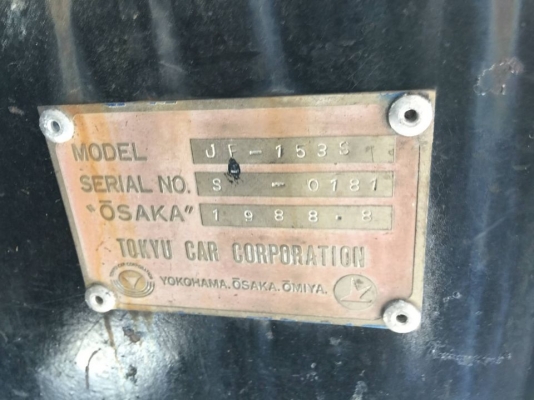 MODEL JF-153S
SERIAL NO. S -0181
"ŌSAKA" 1988.8
TOKYU CAR CORPORATION
YOKOHAMA.ŌSAKA.ŌMIYA.